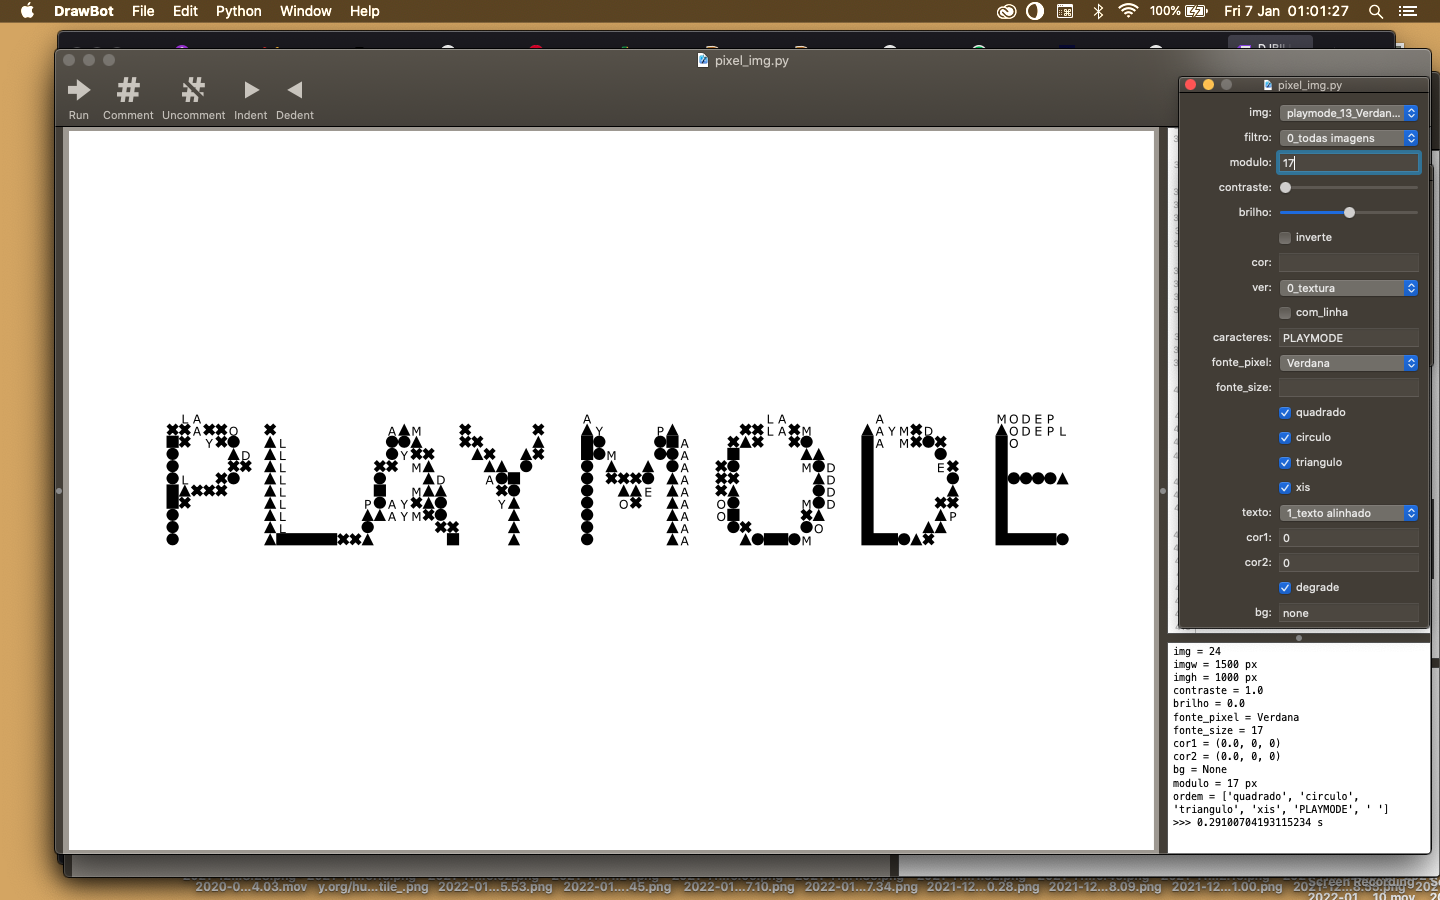 DrawBot File Edit Python Window Help
100% Fri 7 Jan 01:01:27
pixel_img.py
Run Comment Uncomment Indent Dedent
PLAYMODE
pixel_img.py
img: playmode_13_Verdan...
filtro: 0_todas imagens
modulo: 17
contraste:
brilho:
inverte
cor:
ver: 0_textura
com_linha
caracteres: PLAYMODE
fonte_pixel: Verdana
fonte_size:
quadrado
circulo
triangulo
xis
texto: 1_texto alinhado
cor1: 0
cor2: 0
degrade
bg: none
img = 24
imgw = 1500 px
imgh = 1000 px
contraste = 1.0
brilho = 0.0
fonte_pixel = Verdana
fonte_size = 17
cor1 = (0.0, 0, 0)
cor2 = (0.0, 0, 0)
bg = None
modulo = 17 px
ordem = ['quadrado', 'circulo',
'triangulo', 'xis', 'PLAYMODE', ' ']
>>> 0.29100704193115234 s
2020-0...4.03.mov y.org/hu...tile_.png 2022-01...5.53.png 2022-01....45.png 2022-01...7.10.png 2022-01...7.34.png 2021-12...0.28.png 2021-12...8.09.png 2021-12...1.00.png